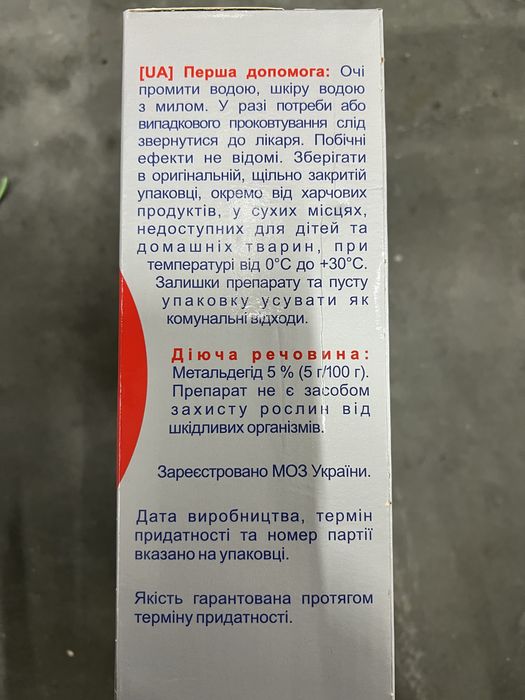 [UA] Перша допомога: Очі
промити водою, шкіру водою
з милом. У разі потреби або
випадкового проковтування слід
звернутися до лікаря. Побічні
ефекти не відомі. Зберігати
в оригінальній, щільно закритій
упаковці, окремо від харчових
продуктів, у сухих місцях,
недоступних для дітей та
домашніх тварин, при
температурі від 0°С до +30°С.
Залишки препарату та пусту
упаковку усувати як
комунальні відходи.
Діюча речовина:
Метальдегід 5 % (5 г/100 г).
Препарат не є засобом
захисту рослин від
шкідливих організмів.
Зареєстровано МОЗ України.
Дата виробництва, термін
придатності та номер партії
вказано на упаковці.
Якість гарантована протягом
терміну придатності.